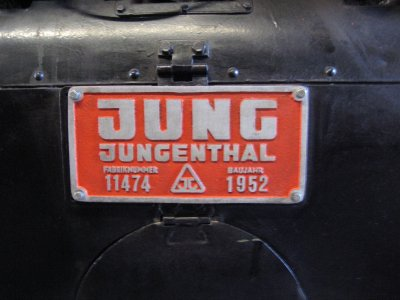 JUNG
JUNGENTHAL
FABRIKNUMMER BAUJAHR
11474 1952